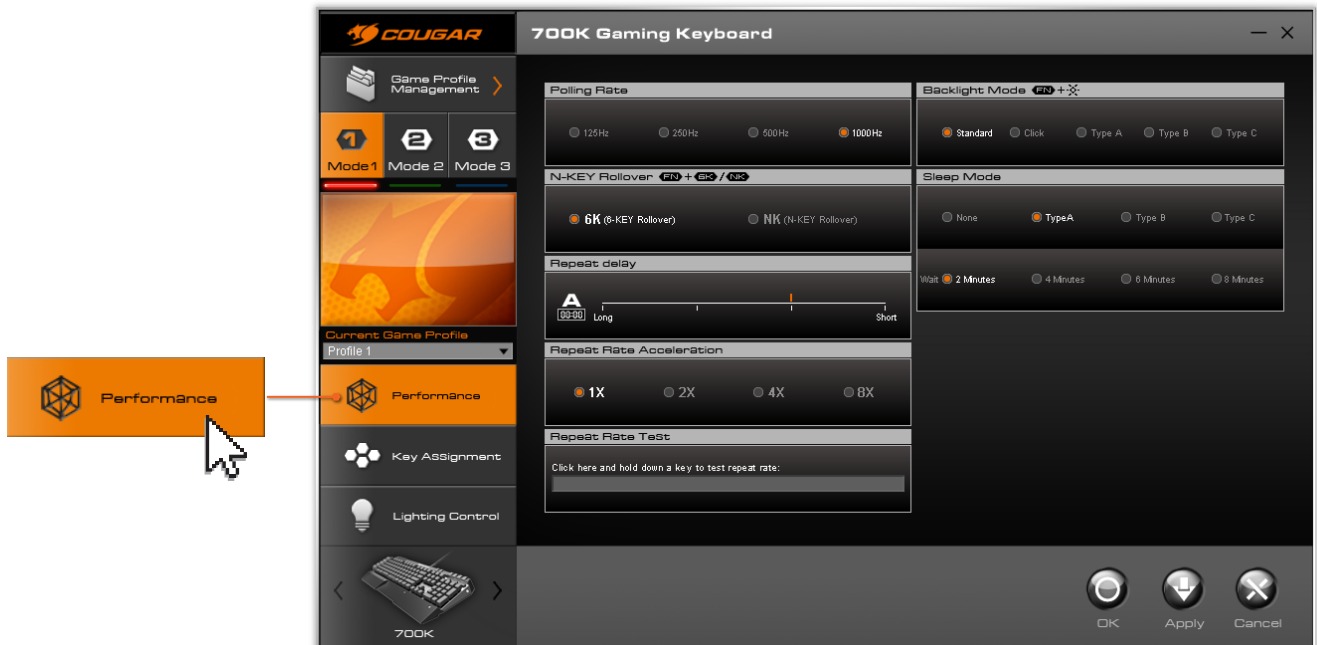 COUGAR
700K Gaming Keyboard
Game Profile
Management
1 2 3
Mode1 Mode 2 Mode 3
Current Game Profile
Profile 1
Performance
Performance
Key Assignment
Lighting Control
700K
Polling Rate
125Hz 250Hz 500Hz 1000Hz
N-KEY Rollover FN + 6K / NK
6K (6-KEY Rollover) NK (N-KEY Rollover)
Repeat delay
A
00:00 Long Short
Repeat Rate Acceleration
1X 2X 4X 8X
Repeat Rate Test
Click here and hold down a key to test repeat rate:
Backlight Mode FN +
Standard Click Type A Type B Type C
Sleep Mode
None TypeA Type B Type C
Wait 2 Minutes 4 Minutes 6 Minutes 8 Minutes
OK Apply Cancel